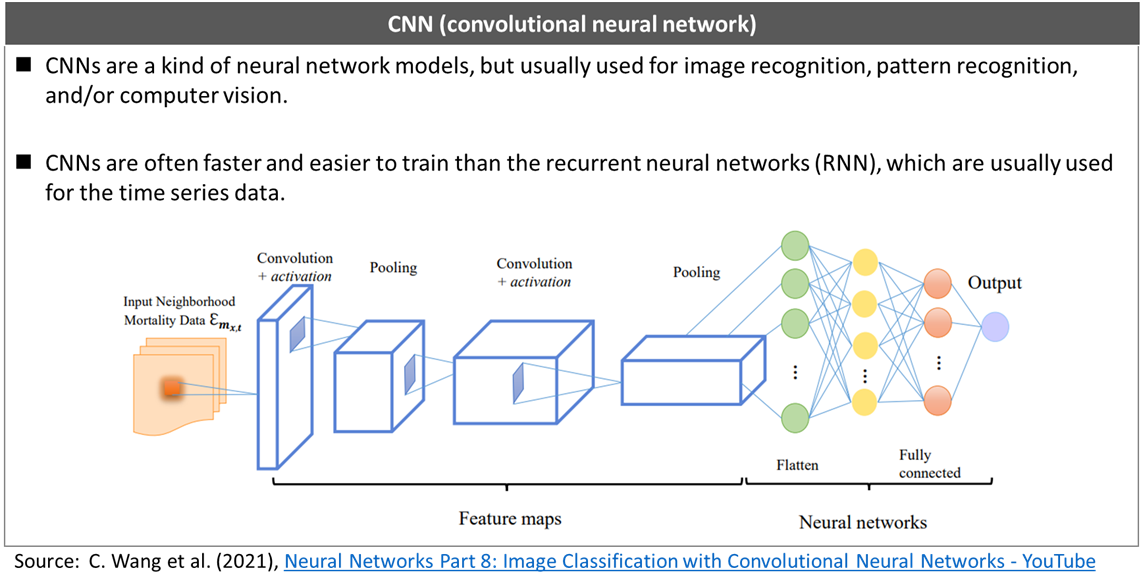 CNN (convolutional neural network)
■ CNNs are a kind of neural network models, but usually used for image recognition, pattern recognition,
and/or computer vision.
■ CNNs are often faster and easier to train than the recurrent neural networks (RNN), which are usually used
for the time series data.
Input Neighborhood
Mortality Data Ɛₘₓ,ₜ
Convolution
+ activation
Pooling
Convolution
+ activation
Pooling
Output
Flatten
Fully
connected
Feature maps
Neural networks
Source: C. Wang et al. (2021), Neural Networks Part 8: Image Classification with Convolutional Neural Networks - YouTube